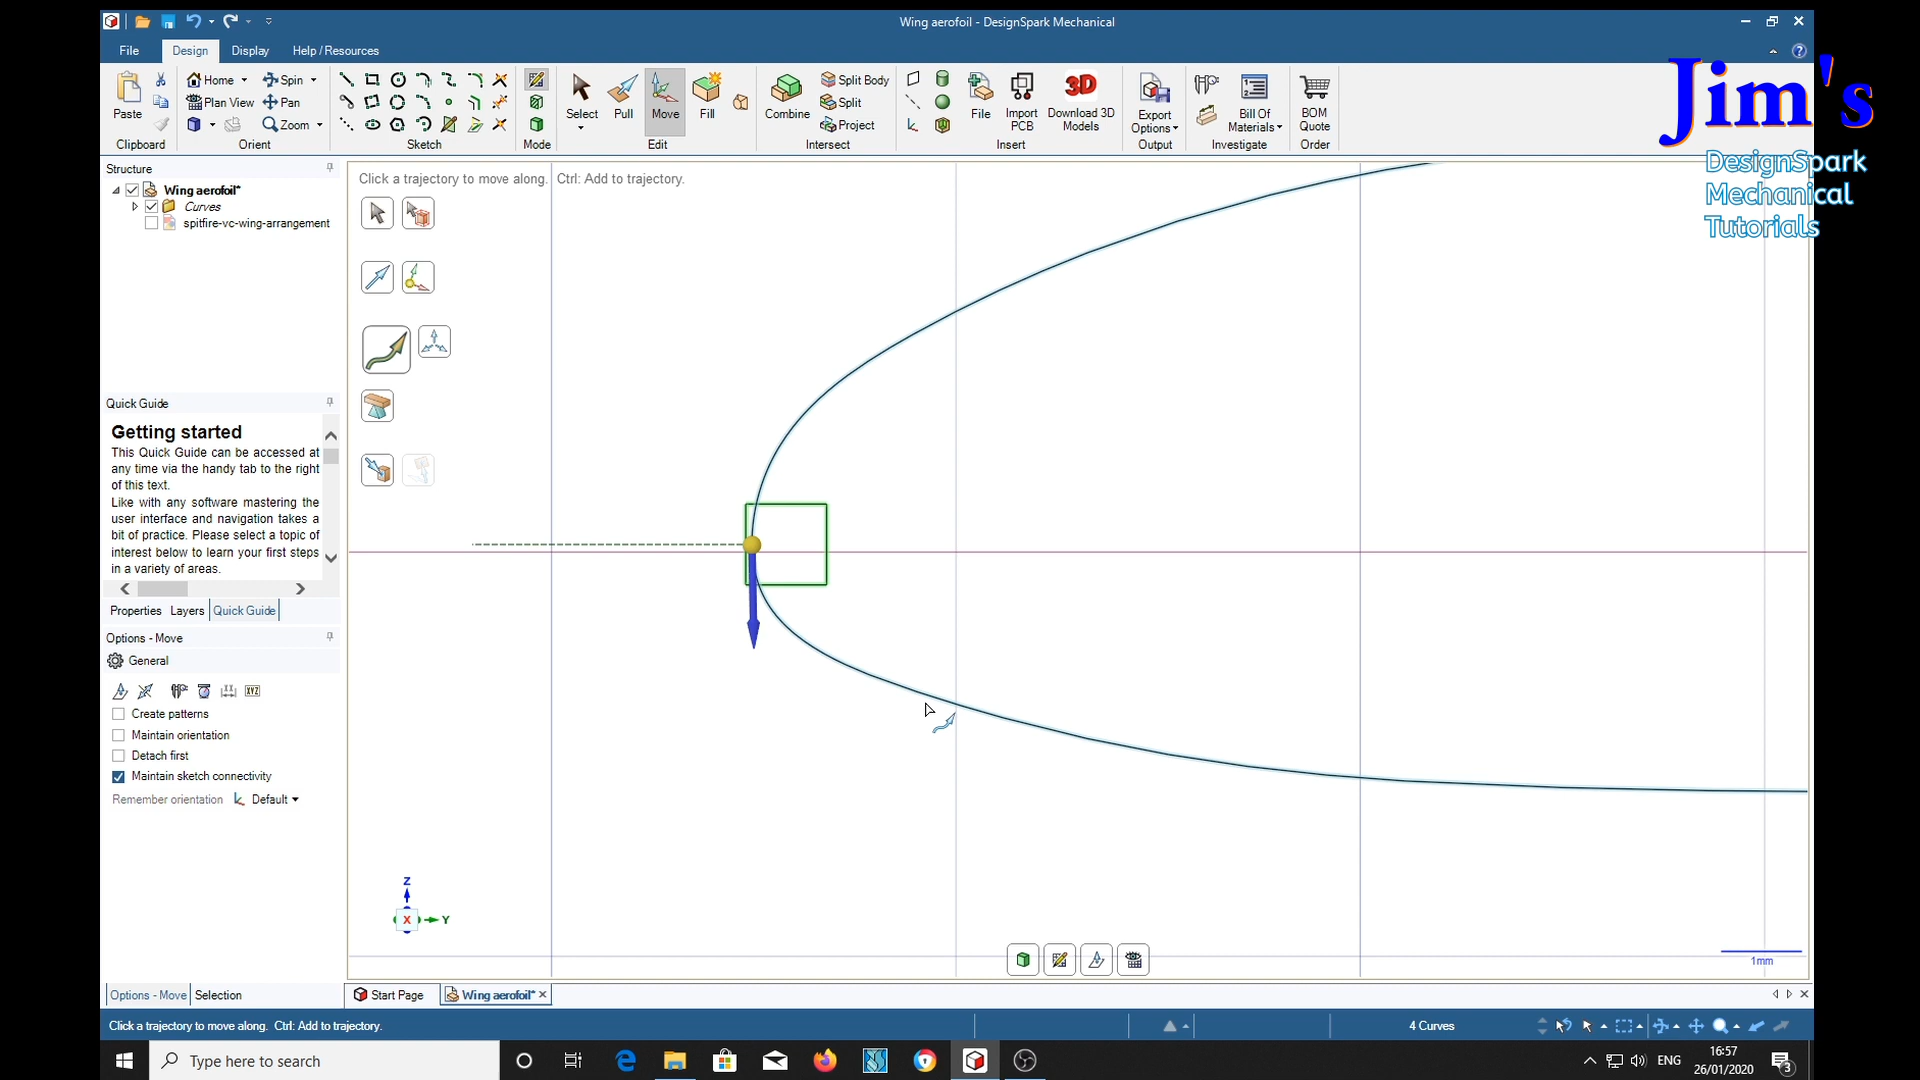 Wing aerofoil - DesignSpark Mechanical
File Design Display Help / Resources
Paste
Home
Plan View
Spin
Pan
Zoom
Select
Pull
Move
Fill
Combine
Split Body
Split
Project
File
Import PCB
Download 3D Models
Export Options
Bill Of Materials
BOM Quote
Clipboard Orient Sketch Mode Edit Intersect Insert Output Investigate Order
Jim's
DesignSpark
Mechanical
Tutorials
Structure
Wing aerofoil*
Curves
spitfire-vc-wing-arrangement
Click a trajectory to move along. Ctrl: Add to trajectory.
Quick Guide
Getting started
This Quick Guide can be accessed at
any time via the handy tab to the right
of this text.
Like with any software mastering the
user interface and navigation takes a
bit of practice. Please select a topic of
interest below to learn your first steps
in a variety of areas.
Properties Layers Quick Guide
Options - Move
General
XYZ
Create patterns
Maintain orientation
Detach first
Maintain sketch connectivity
Remember orientation Default
Z
X
Y
1mm
Options - Move Selection
Start Page Wing aerofoil*
Click a trajectory to move along. Ctrl: Add to trajectory.
4 Curves
Type here to search
ENG
16:57
26/01/2020
3